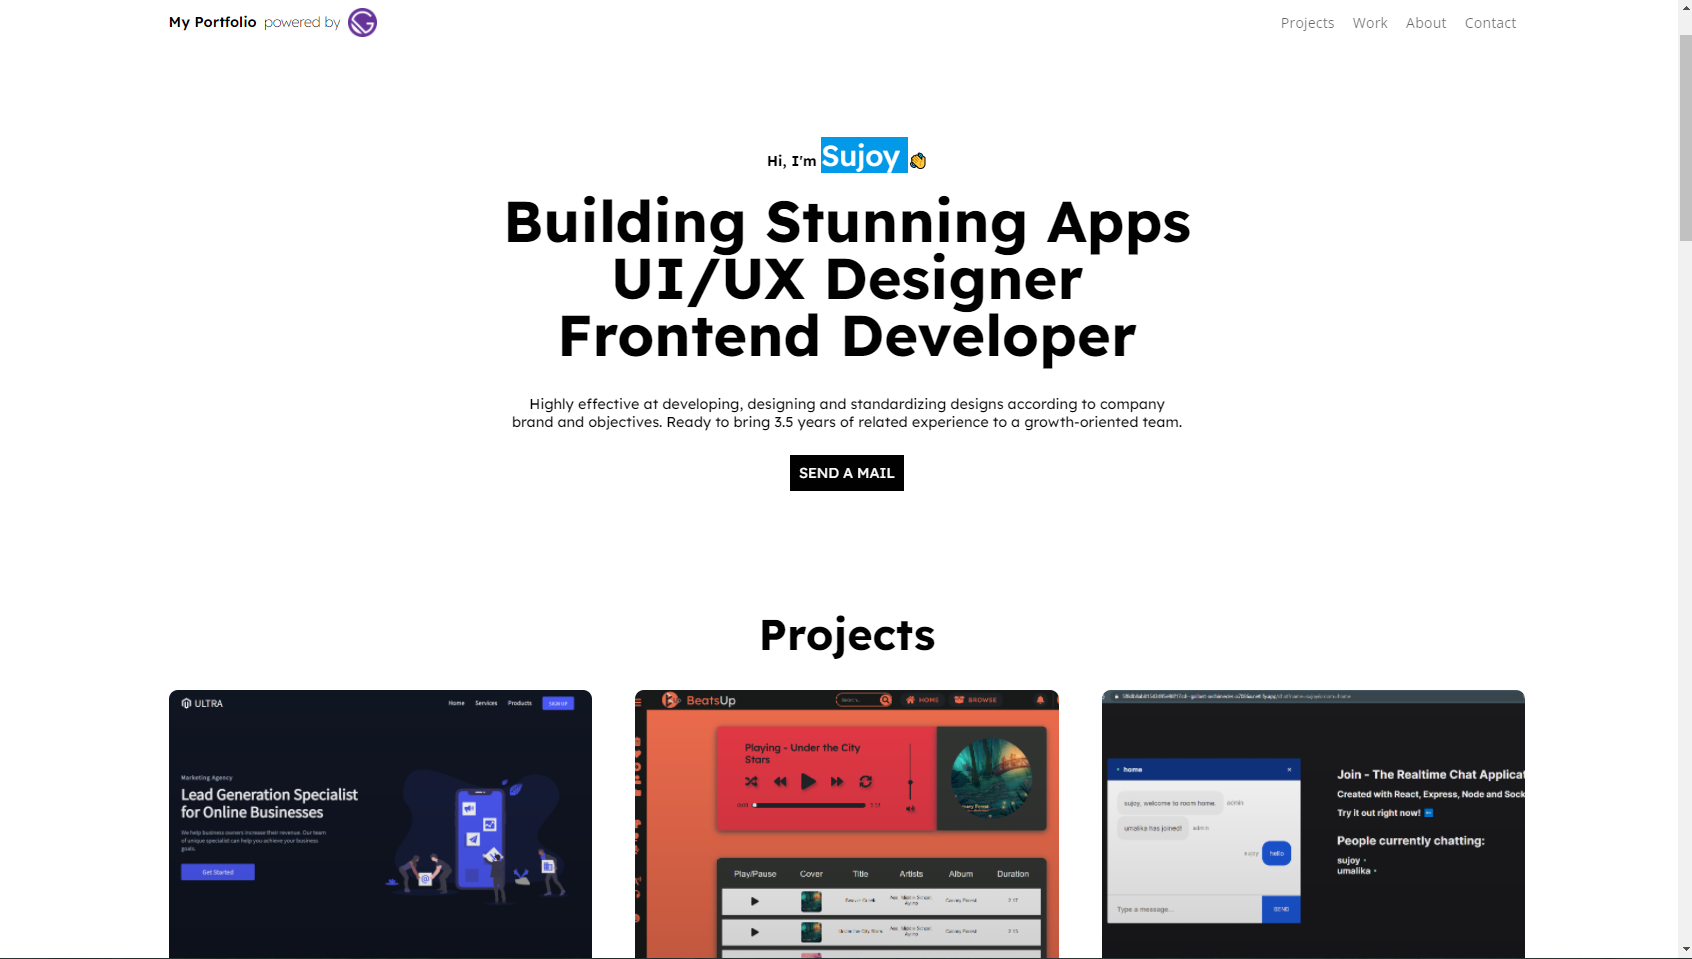 My Portfolio powered by
Projects Work About Contact
Hi, I'm Sujoy
Building Stunning Apps
UI/UX Designer
Frontend Developer
Highly effective at developing, designing and standardizing designs according to company
brand and objectives. Ready to bring 3.5 years of related experience to a growth-oriented team.
SEND A MAIL
Projects
ULTRA
Home Services Products SIGN UP
Marketing Agency
Lead Generation Specialist
for Online Businesses
We help business owners increase their revenue. Our team
of unique specialist can help you achieve your business
goals.
Get Started
BeatsUp
HOME BROWSE
Playing - Under the City
Stars
Play/Pause Cover Title Artists Album Duration
Under the City Stars
home
sujoy, welcome to room home. admin
umalika has joined! admin
sujoy hello
Type a message... SEND
Join - The Realtime Chat Applicat
Created with React, Express, Node and Sock
Try it out right now!
People currently chatting:
sujoy
umalika